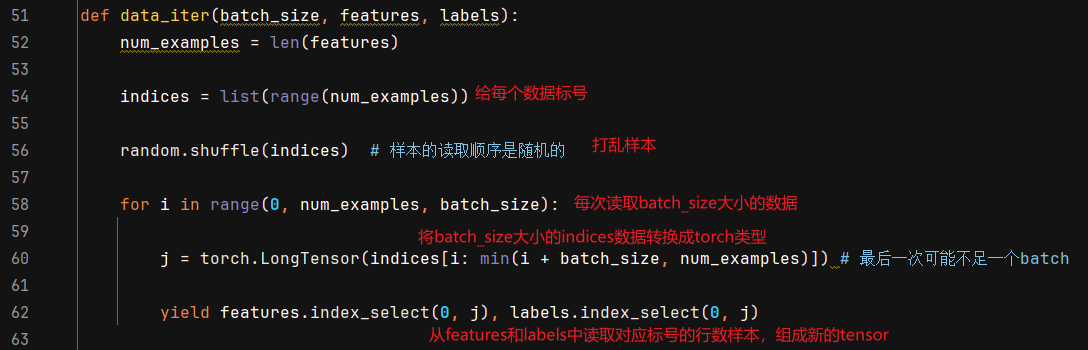 51 def data_iter(batch_size, features, labels):
52 num_examples = len(features)
53
54 indices = list(range(num_examples)) 给每个数据标号
55
56 random.shuffle(indices) # 样本的读取顺序是随机的 打乱样本
57
58 for i in range(0, num_examples, batch_size): 每次读取batch_size大小的数据
59
将batch_size大小的indices数据转换成torch类型
60 j = torch.LongTensor(indices[i: min(i + batch_size, num_examples)]) # 最后一次可能不足一个batch
61
62 yield features.index_select(0, j), labels.index_select(0, j)
从features和labels中读取对应标号的行数样本，组成新的tensor
63